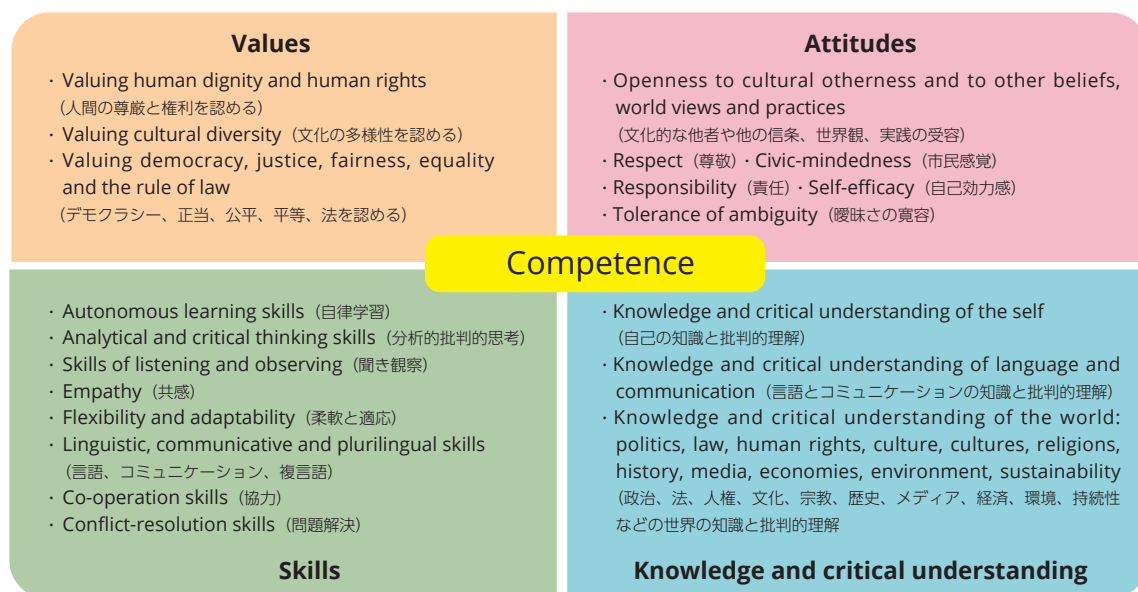 Values
· Valuing human dignity and human rights
（人間の尊厳と権利を認める）
· Valuing cultural diversity（文化の多様性を認める）
· Valuing democracy, justice, fairness, equality
and the rule of law
（デモクラシー、正当、公平、平等、法を認める）
Attitudes
· Openness to cultural otherness and to other beliefs,
world views and practices
（文化的な他者や他の信条、世界観、実践の受容）
· Respect（尊敬）· Civic-mindedness（市民感覚）
· Responsibility（責任）· Self-efficacy（自己効力感）
· Tolerance of ambiguity（曖昧さの寛容）
Competence
· Autonomous learning skills（自律学習）
· Analytical and critical thinking skills（分析的批判的思考）
· Skills of listening and observing（聞き観察）
· Empathy（共感）
· Flexibility and adaptability（柔軟と適応）
· Linguistic, communicative and plurilingual skills
（言語、コミュニケーション、複言語）
· Co-operation skills（協力）
· Conflict-resolution skills（問題解決）
Skills
· Knowledge and critical understanding of the self
（自己の知識と批判的理解）
· Knowledge and critical understanding of language and
communication（言語とコミュニケーションの知識と批判的理解）
· Knowledge and critical understanding of the world:
politics, law, human rights, culture, cultures, religions,
history, media, economies, environment, sustainability
（政治、法、人権、文化、宗教、歴史、メディア、経済、環境、持続性
などの世界の知識と批判的理解
Knowledge and critical understanding